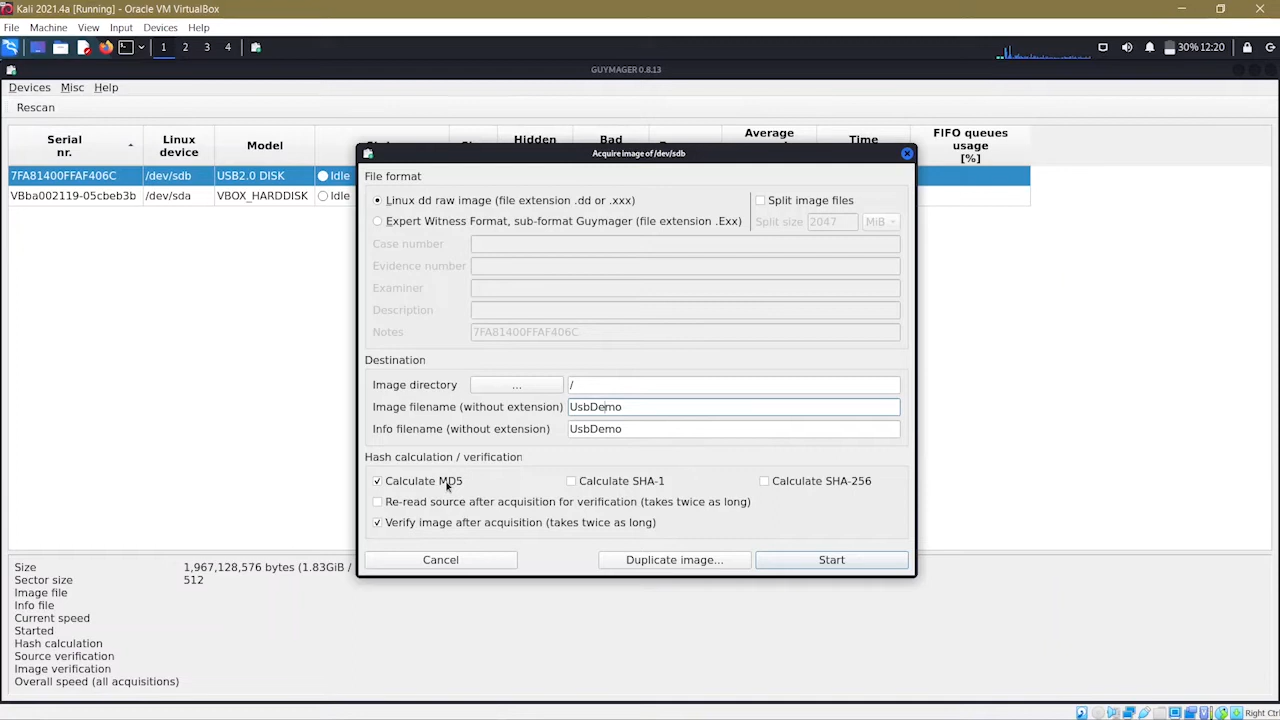 Kali 2021.4a [Running] - Oracle VM VirtualBox
File Machine View Input Devices Help
1 2 3 4 30% 12:20
GUYMAGER 0.8.13
Devices Misc Help
Rescan
Serial nr. Linux device Model Hidden Average Time FIFO queues usage [%]
Acquire image of /dev/sdb
7FA81400FFAF406C /dev/sdb USB2.0 DISK Idle
VBba002119-05cbeb3b /dev/sda VBOX_HARDDISK Idle
File format
Linux dd raw image (file extension .dd or .xxx) Split image files
Expert Witness Format, sub-format Guymager (file extension .Exx) Split size 2047 MiB
Case number
Evidence number
Examiner
Description
Notes 7FA81400FFAF406C
Destination
Image directory ... /
Image filename (without extension) UsbDemo
Info filename (without extension) UsbDemo
Hash calculation / verification
Calculate MD5 Calculate SHA-1 Calculate SHA-256
Re-read source after acquisition for verification (takes twice as long)
Verify image after acquisition (takes twice as long)
Cancel Duplicate image... Start
Size 1,967,128,576 bytes (1.83GiB /
Sector size 512
Image file
Info file
Current speed
Started
Hash calculation
Source verification
Image verification
Overall speed (all acquisitions)
Right Ctrl